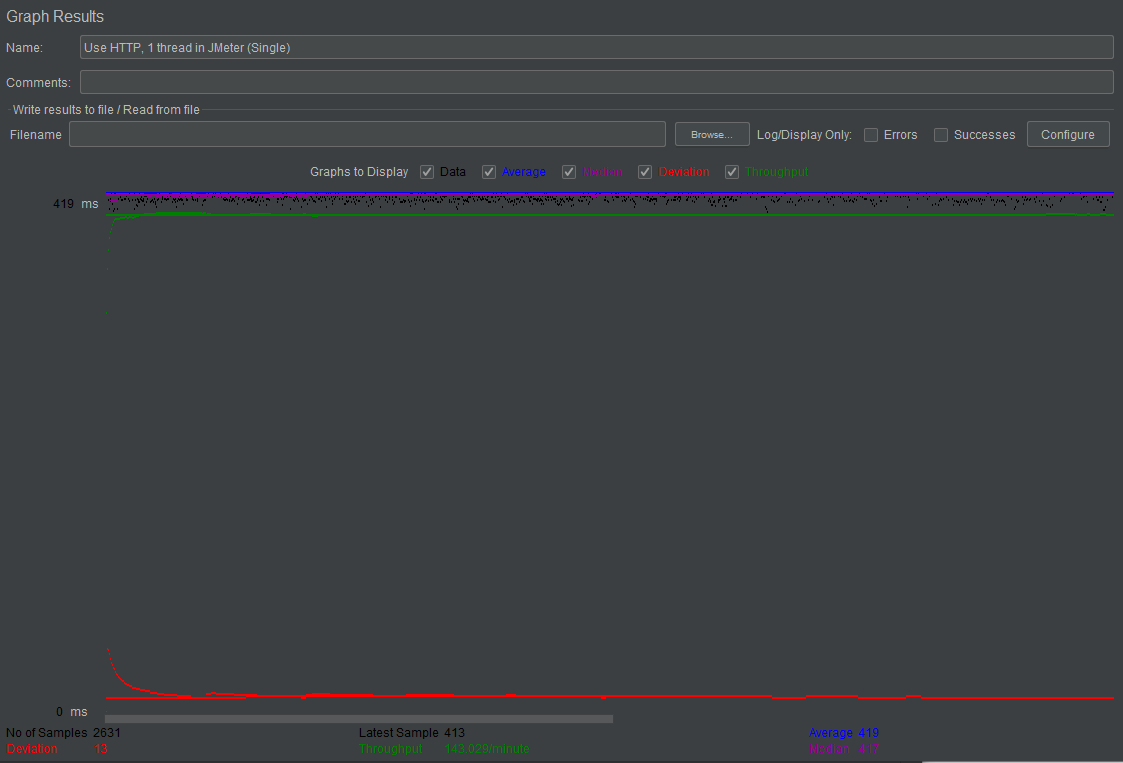 Graph Results
Name: Use HTTP, 1 thread in JMeter (Single)
Comments:
Write results to file / Read from file
Filename Browse... Log/Display Only: Errors Successes Configure
Graphs to Display Data Average Median Deviation Throughput
419 ms
0 ms
No of Samples 2631 Latest Sample 413 Average 419
Deviation 13 Throughput 143.029/minute Median 417